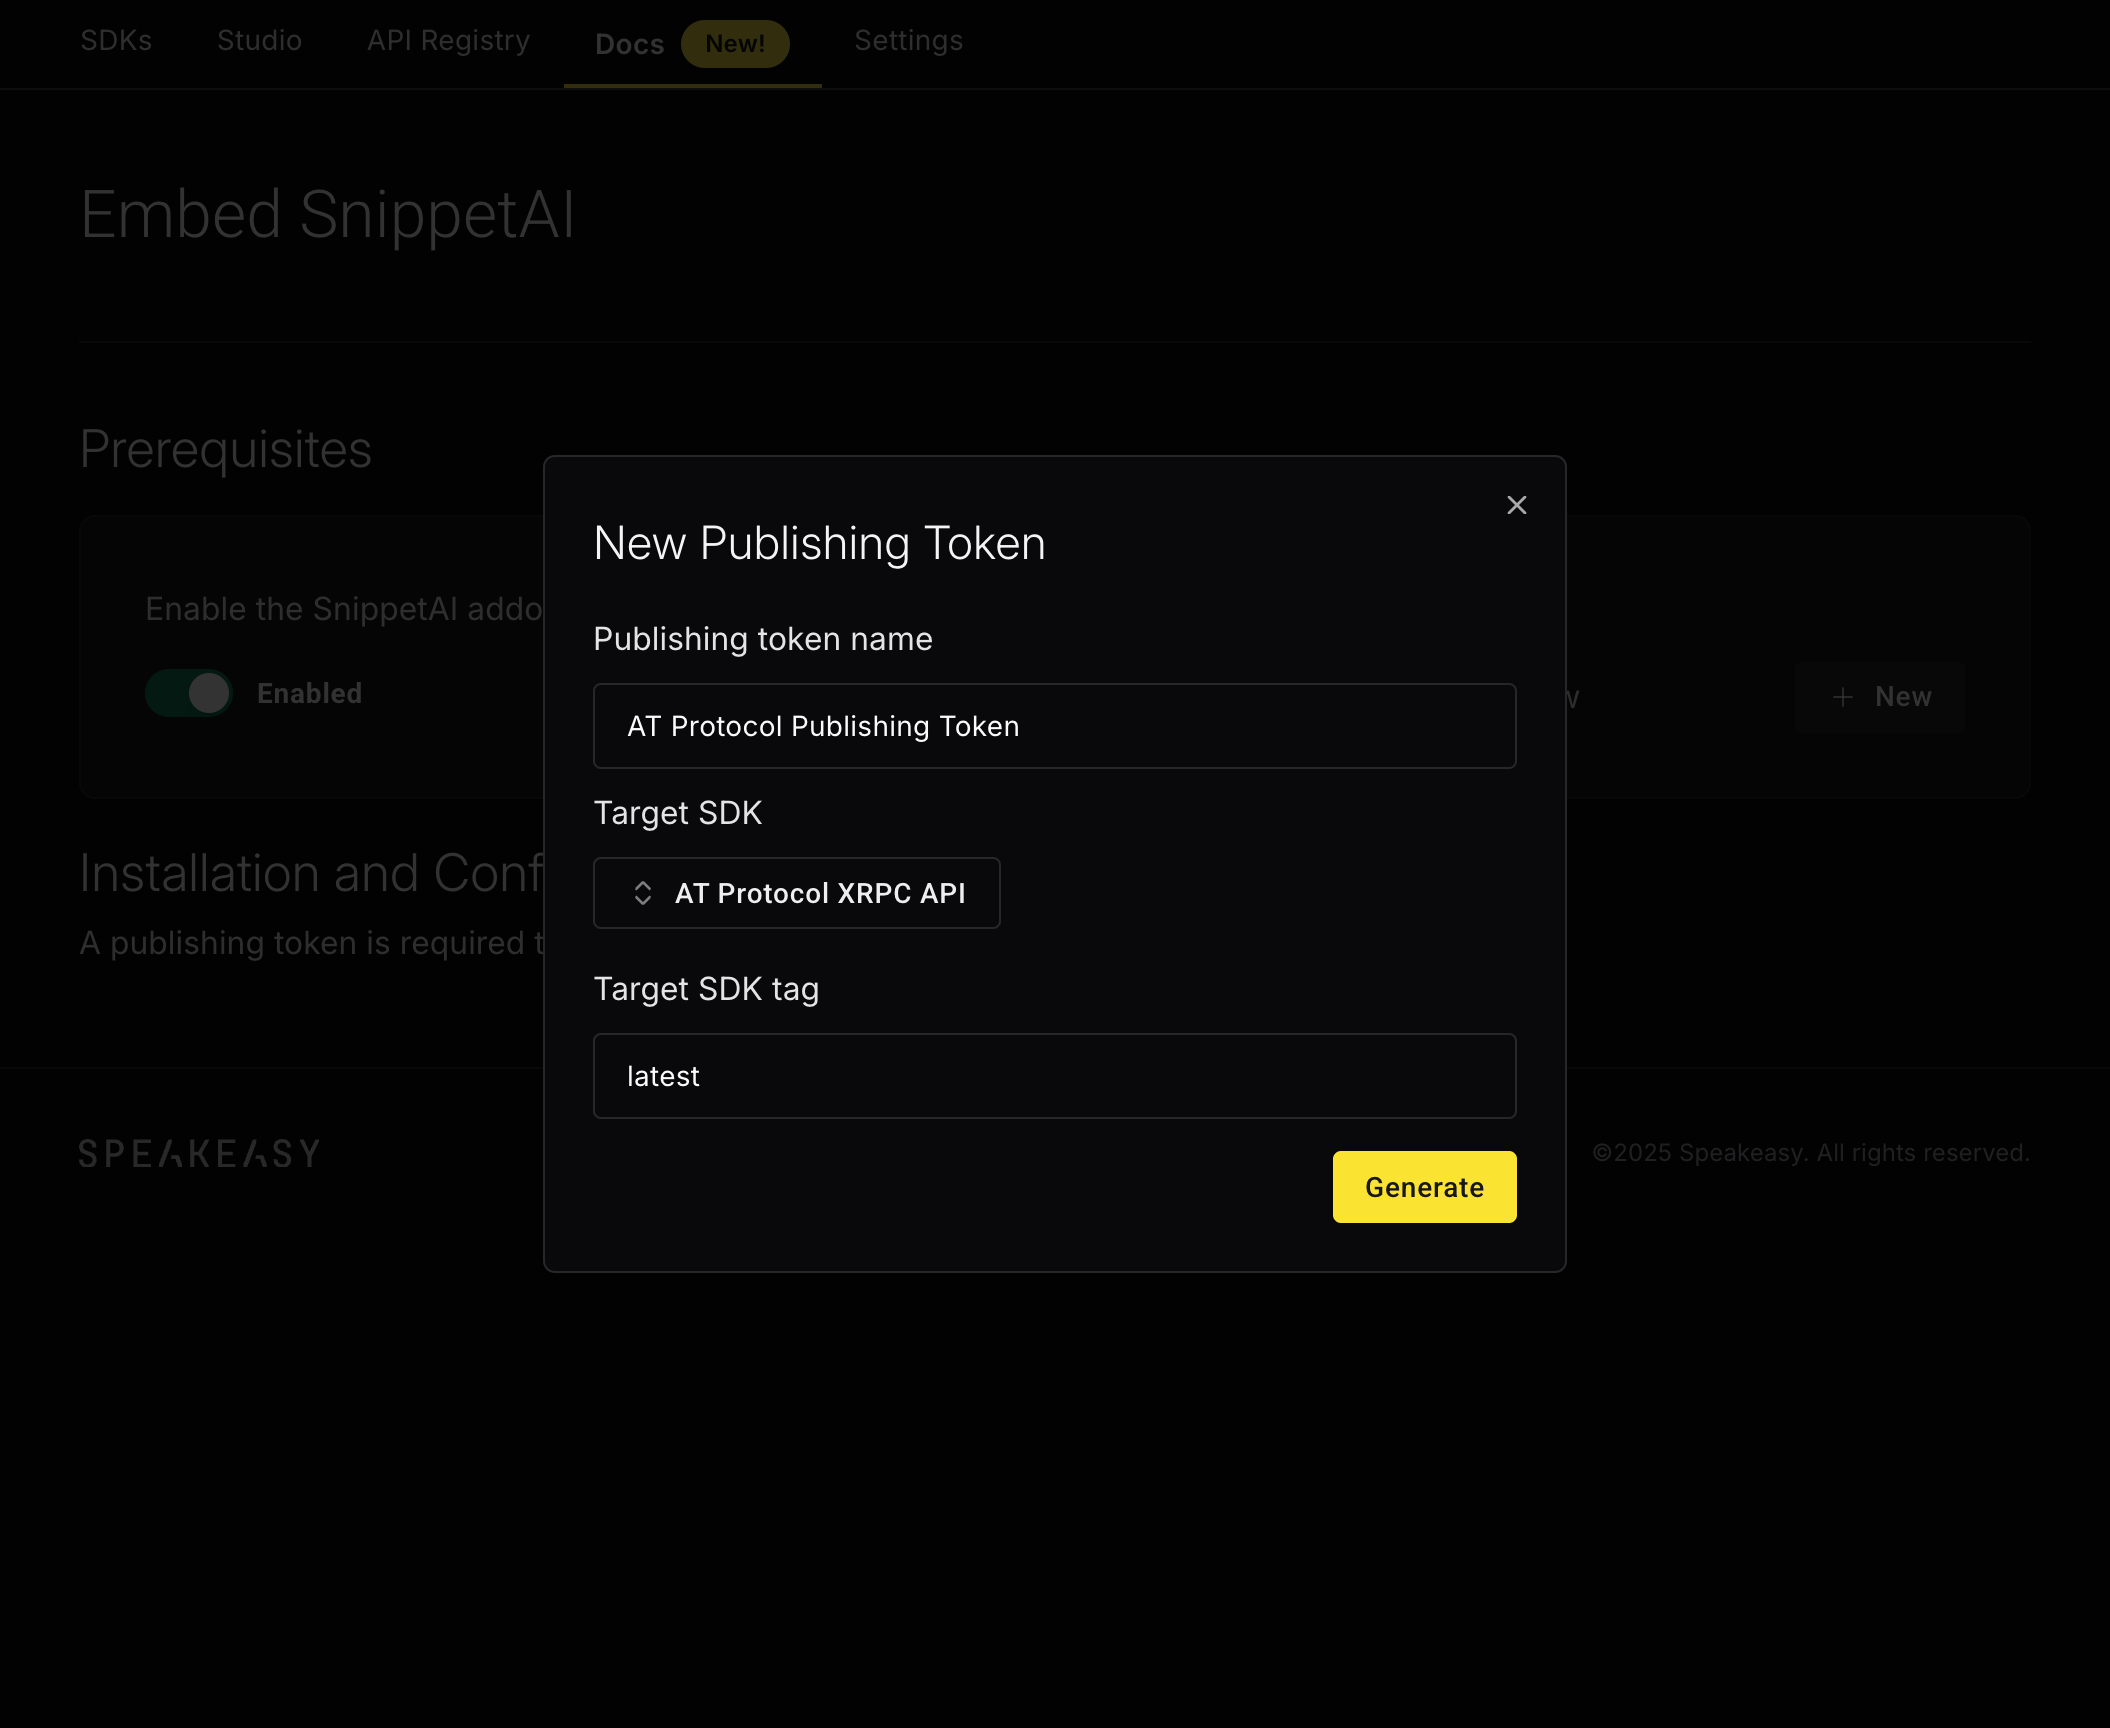 SDKs Studio API Registry Docs New! Settings
Embed SnippetAI
Prerequisites
Enable the SnippetAI addo
Enabled
New
Installation and Conf
A publishing token is required t
New Publishing Token
Publishing token name
AT Protocol Publishing Token
Target SDK
AT Protocol XRPC API
Target SDK tag
latest
Generate
SPEAKEASY
©2025 Speakeasy. All rights reserved.